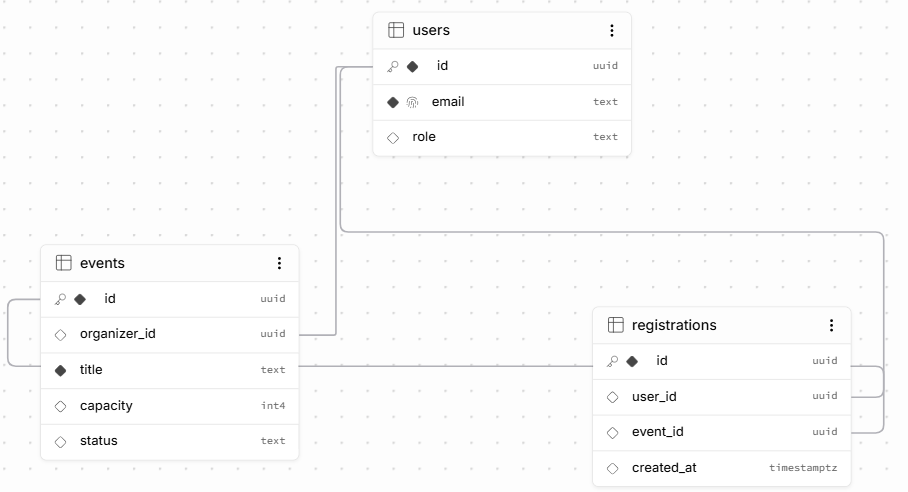 users
id uuid
email text
role text
events
id uuid
organizer_id uuid
title text
capacity int4
status text
registrations
id uuid
user_id uuid
event_id uuid
created_at timestamptz